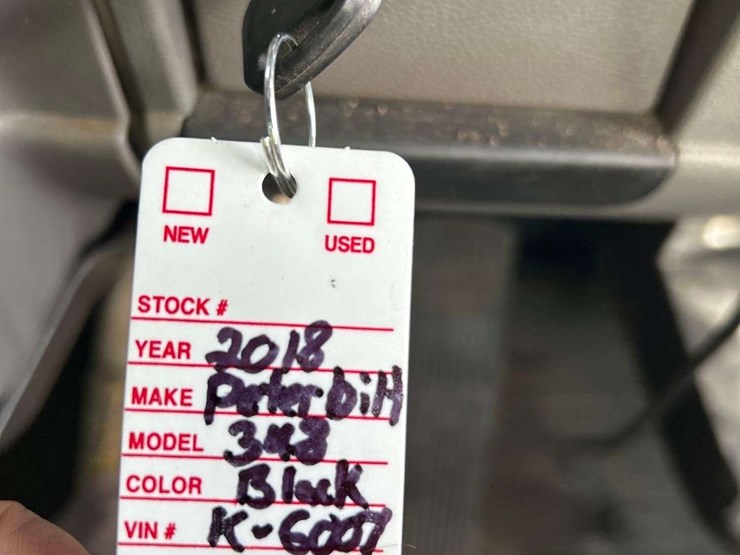 NEW USED
STOCK #
YEAR 2018
MAKE Peterbilt
MODEL 348
COLOR Black
VIN # K-6007